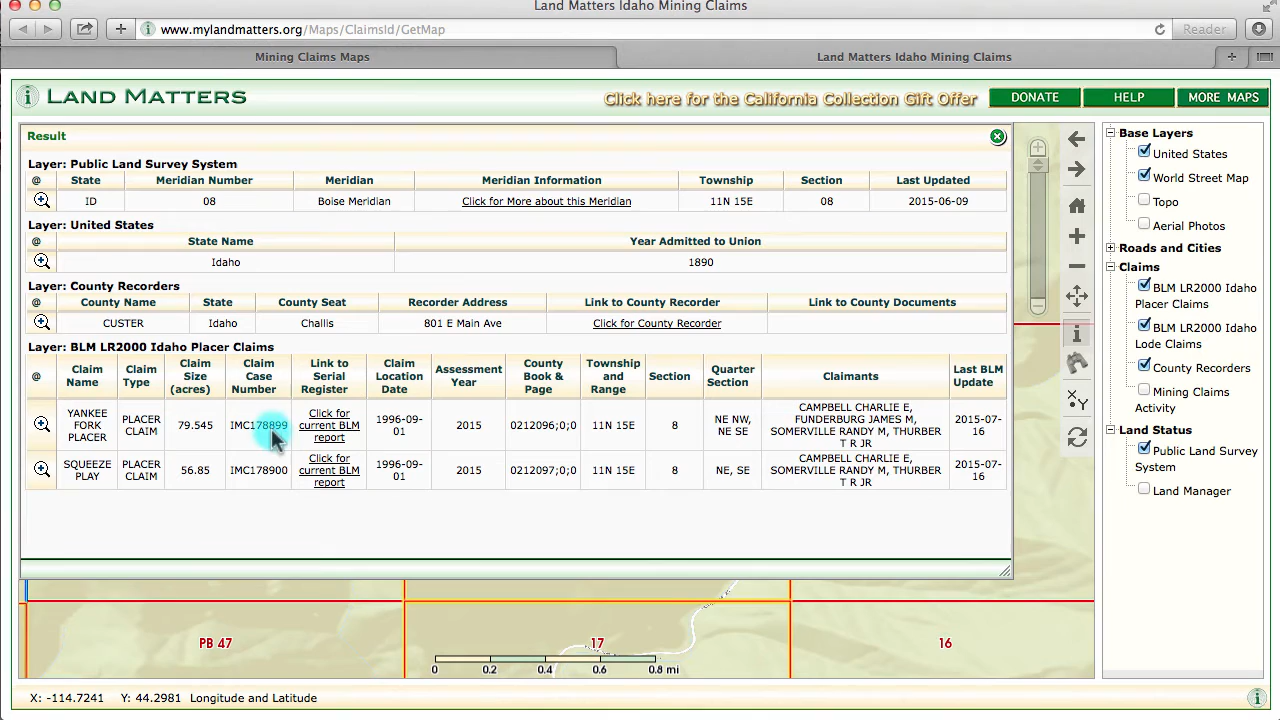 Land Matters Idaho Mining Claims
www.mylandmatters.org/Maps/ClaimsId/GetMap
Reader
Mining Claims Maps
Land Matters Idaho Mining Claims
LAND MATTERS
Click here for the California Collection Gift Offer
DONATE
HELP
MORE MAPS
Result
Layer: Public Land Survey System
@ State Meridian Number Meridian Meridian Information Township Section Last Updated
ID 08 Boise Meridian Click for More about this Meridian 11N 15E 08 2015-06-09
Layer: United States
@ State Name Year Admitted to Union
Idaho 1890
Layer: County Recorders
@ County Name State County Seat Recorder Address Link to County Recorder Link to County Documents
CUSTER Idaho Challis 801 E Main Ave Click for County Recorder
Layer: BLM LR2000 Idaho Placer Claims
@
Claim
Name
Claim
Type
Claim
Size
(acres)
Claim
Case
Number
Link to
Serial
Register
Claim
Location
Date
Assessment
Year
County
Book &
Page
Township
and
Range
Section
Quarter
Section
Claimants
Last BLM
Update
YANKEE
FORK
PLACER
PLACER
CLAIM
79.545
IMC178899
Click for
current BLM
report
1996-09-
01
2015
0212096;0;0
11N 15E
8
NE NW,
NE SE
CAMPBELL CHARLIE E,
FUNDERBURG JAMES M,
SOMERVILLE RANDY M, THURBER
T R JR
2015-07-
16
SQUEEZE
PLAY
PLACER
CLAIM
56.85
IMC178900
Click for
current BLM
report
1996-09-
01
2015
0212097;0;0
11N 15E
8
NE, SE
CAMPBELL CHARLIE E,
SOMERVILLE RANDY M, THURBER
T R JR
2015-07-
16
Base Layers
United States
World Street Map
Topo
Aerial Photos
Roads and Cities
Claims
BLM LR2000 Idaho
Placer Claims
BLM LR2000 Idaho
Lode Claims
County Recorders
Mining Claims
Activity
Land Status
Public Land Survey
System
Land Manager
PB 47
17
16
0 0.2 0.4 0.6 0.8 mi
X: -114.7241 Y: 44.2981 Longitude and Latitude